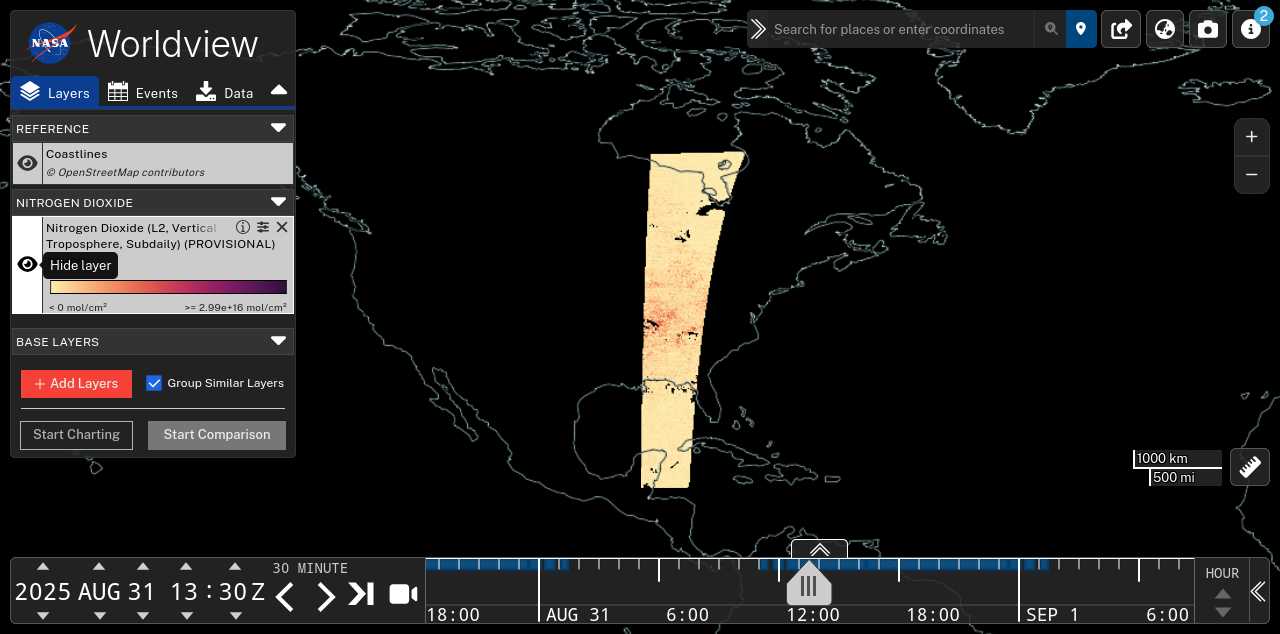 NASA
Worldview
Layers
Events
Data
REFERENCE
Coastlines
© OpenStreetMap contributors
NITROGEN DIOXIDE
Nitrogen Dioxide (L2, Vertical
Troposphere, Subdaily) (PROVISIONAL)
Hide layer
< 0 mol/cm²
>= 2.99e+16 mol/cm²
BASE LAYERS
+ Add Layers
Group Similar Layers
Start Charting
Start Comparison
Search for places or enter coordinates
2
+
−
1000 km
500 mi
2025 AUG 31 13 : 30 Z
30 MINUTE
18:00
AUG 31
6:00
12:00
18:00
SEP 1
6:00
HOUR